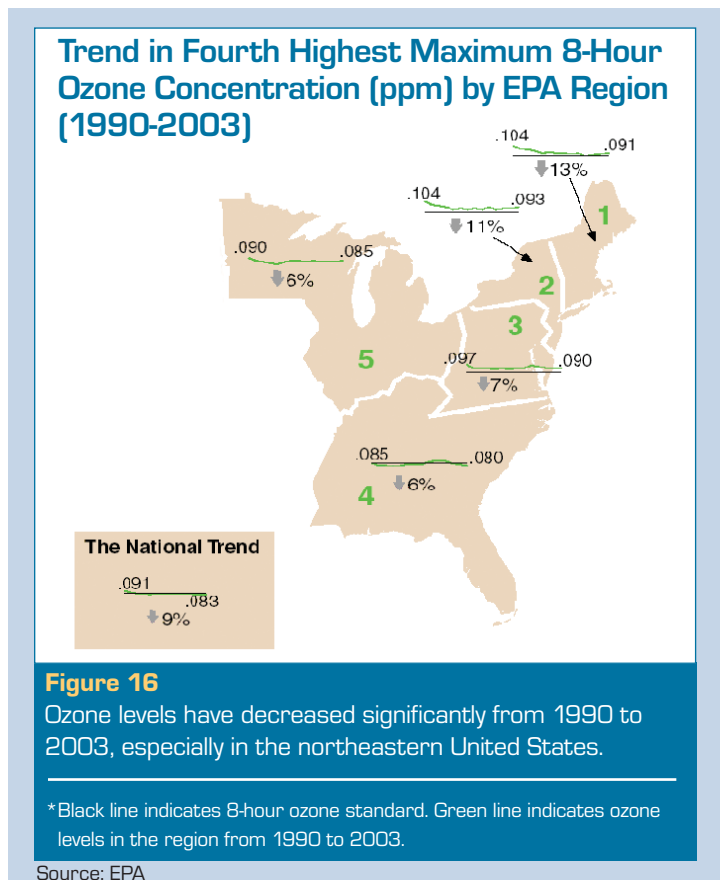 Trend in Fourth Highest Maximum 8-Hour
Ozone Concentration (ppm) by EPA Region
(1990-2003)
.104
.091
13%
.104
.093
11%
1
.090
.085
6%
2
3
5
.097
.090
7%
.085
.080
6%
4
The National Trend
.091
.083
9%
Figure 16
Ozone levels have decreased significantly from 1990 to
2003, especially in the northeastern United States.
*Black line indicates 8-hour ozone standard. Green line indicates ozone
levels in the region from 1990 to 2003.
Source: EPA